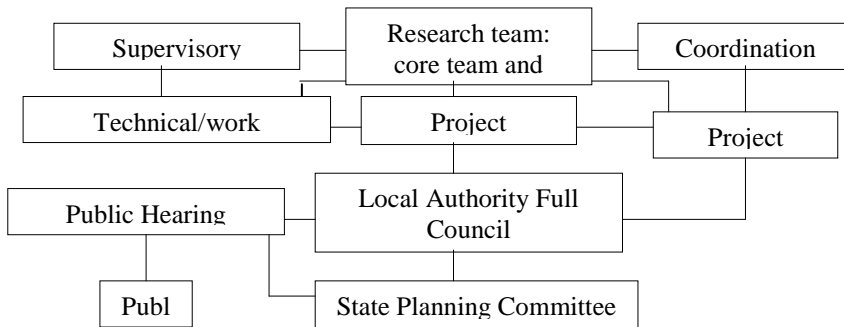 Supervisory
Research team:
core team and
Coordination
Technical/work
Project
Project
Public Hearing
Local Authority Full
Council
Publ
State Planning Committee